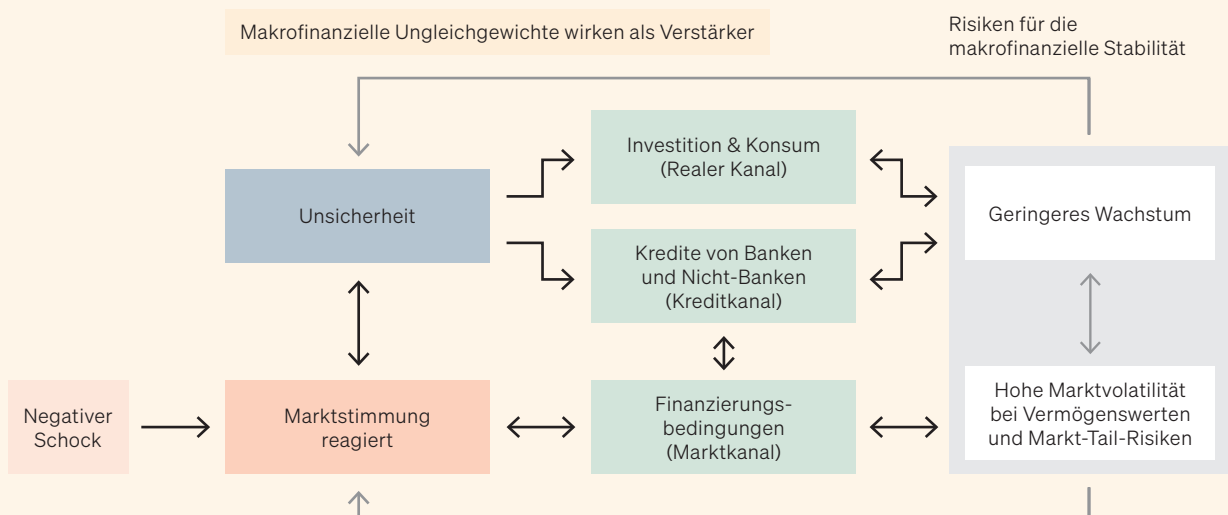 Makrofinanzielle Ungleichgewichte wirken als Verstärker
Risiken für die
makrofinanzielle Stabilität
Investition & Konsum
(Realer Kanal)
Unsicherheit
Geringeres Wachstum
Kredite von Banken
und Nicht-Banken
(Kreditkanal)
Negativer
Schock
Marktstimmung
reagiert
Finanzierungs-
bedingungen
(Marktkanal)
Hohe Marktvolatilität
bei Vermögenswerten
und Markt-Tail-Risiken